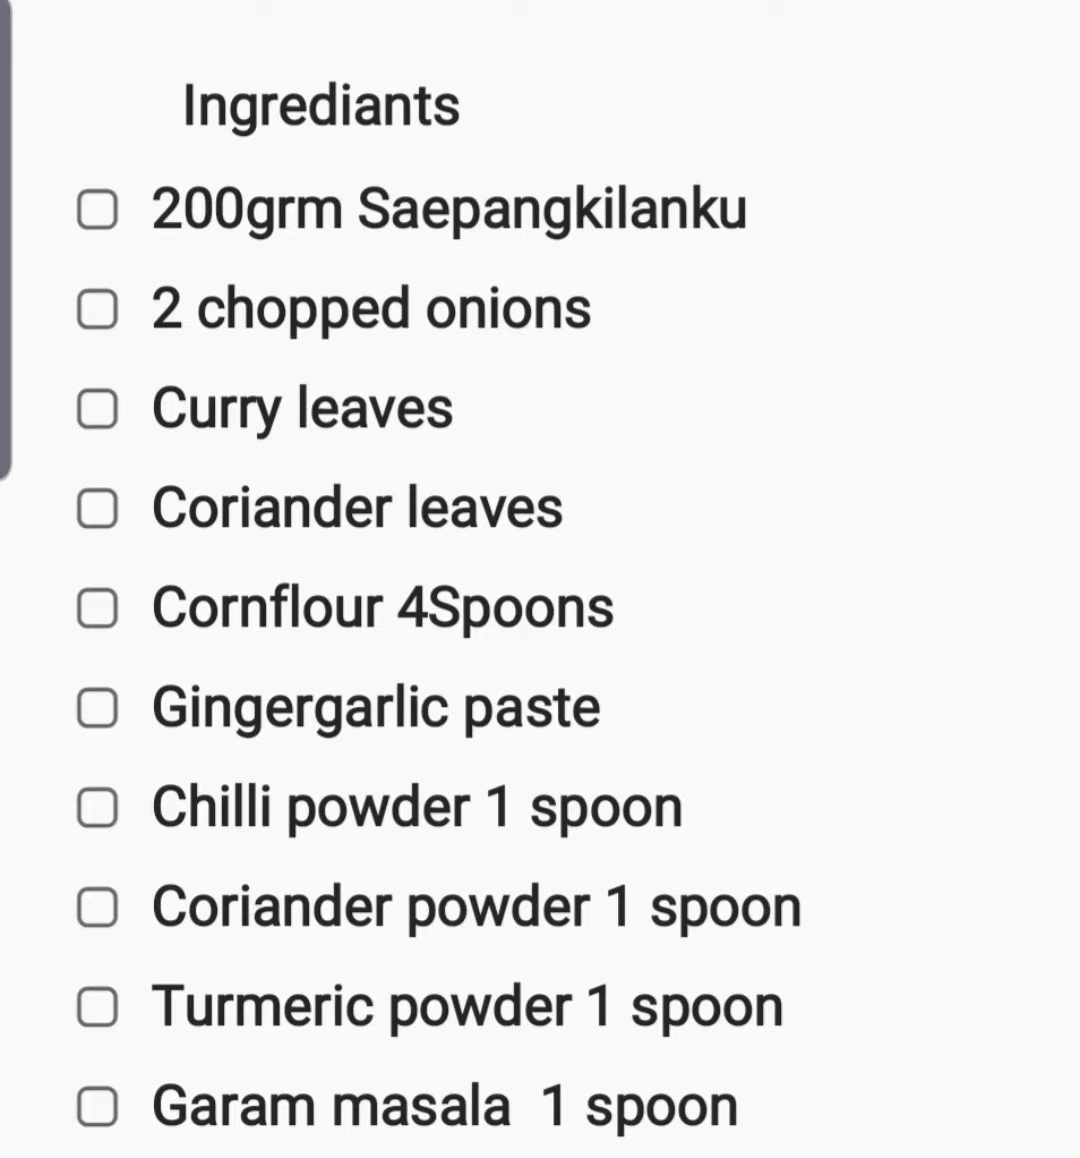 Ingrediants
200grm Saepangkilanku
2 chopped onions
Curry leaves
Coriander leaves
Cornflour 4Spoons
Gingergarlic paste
Chilli powder 1 spoon
Coriander powder 1 spoon
Turmeric powder 1 spoon
Garam masala  1 spoon